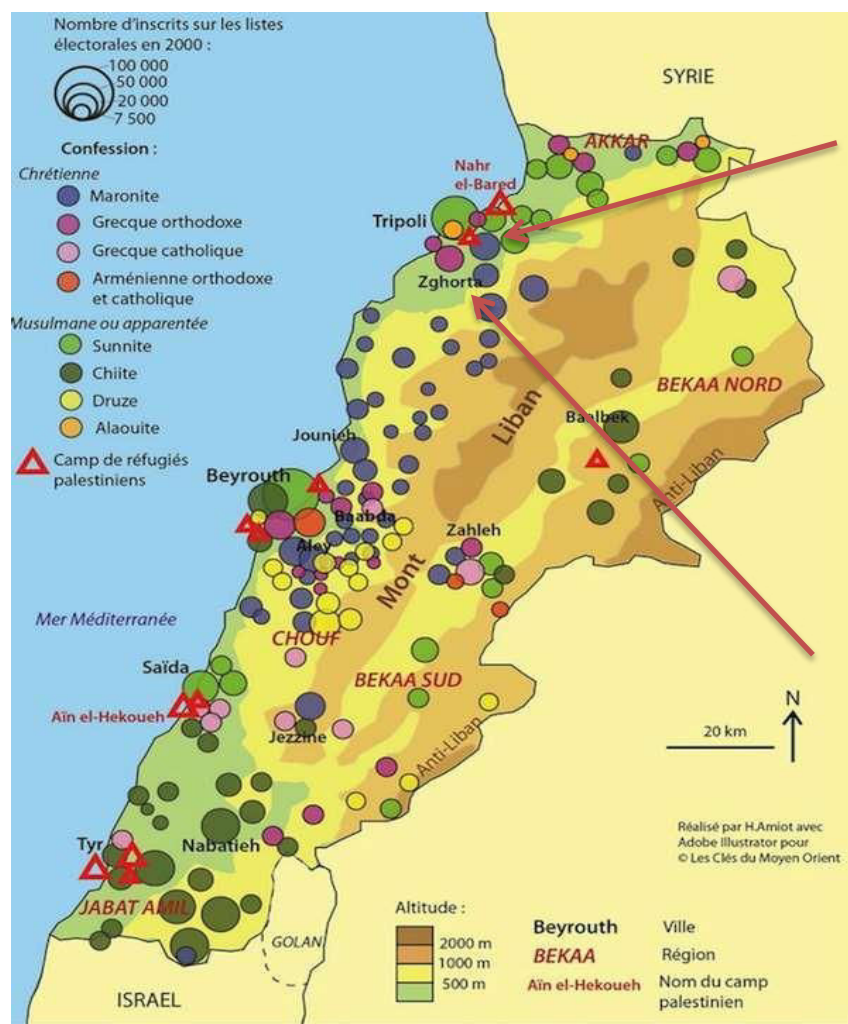 Nombre d'inscrits sur les listes
électorales en 2000 :
100 000
50 000
20 000
7 500
Confession :
Chrétienne
Maronite
Grecque orthodoxe
Grecque catholique
Arménienne orthodoxe
et catholique
Musulmane ou apparentée
Sunnite
Chiite
Druze
Alaouite
Camp de réfugiés
palestiniens
SYRIE
AKKAR
Nahr
el-Bared
Tripoli
Zghorta
BEKAA NORD
Baalbek
Liban
Anti-Liban
Jounieh
Beyrouth
Baabda
Aley
Zahleh
Mont
Mer Méditerranée
CHOUF
Saïda
BEKAA SUD
Aïn el-Hekoueh
Jezzine
Anti-Liban
N
20 km
Tyr
Nabatieh
Réalisé par H.Amiot avec
Adobe Illustrator pour
© Les Clés du Moyen Orient
JABAT AMIL
GOLAN
ISRAEL
Altitude :
2000 m
1000 m
500 m
Beyrouth Ville
BEKAA Région
Aïn el-Hekoueh Nom du camp
palestinien